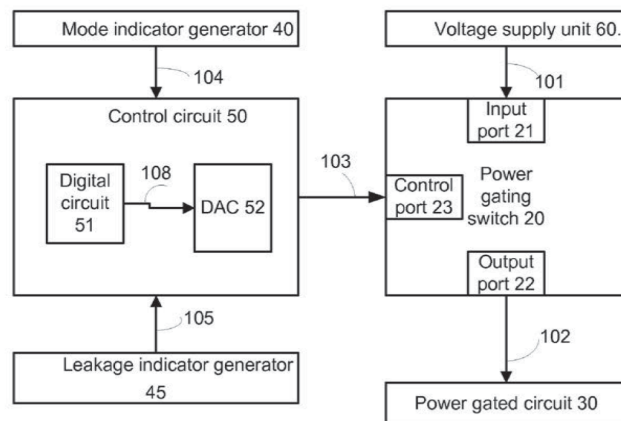 Mode indicator generator 40
Voltage supply unit 60.
104
101
Control circuit 50
Input
port 21
103
Digital
circuit
51
108
DAC 52
Control
port 23
Power
gating
switch 20
Output
port 22
105
102
Leakage indicator generator
45
Power gated circuit 30